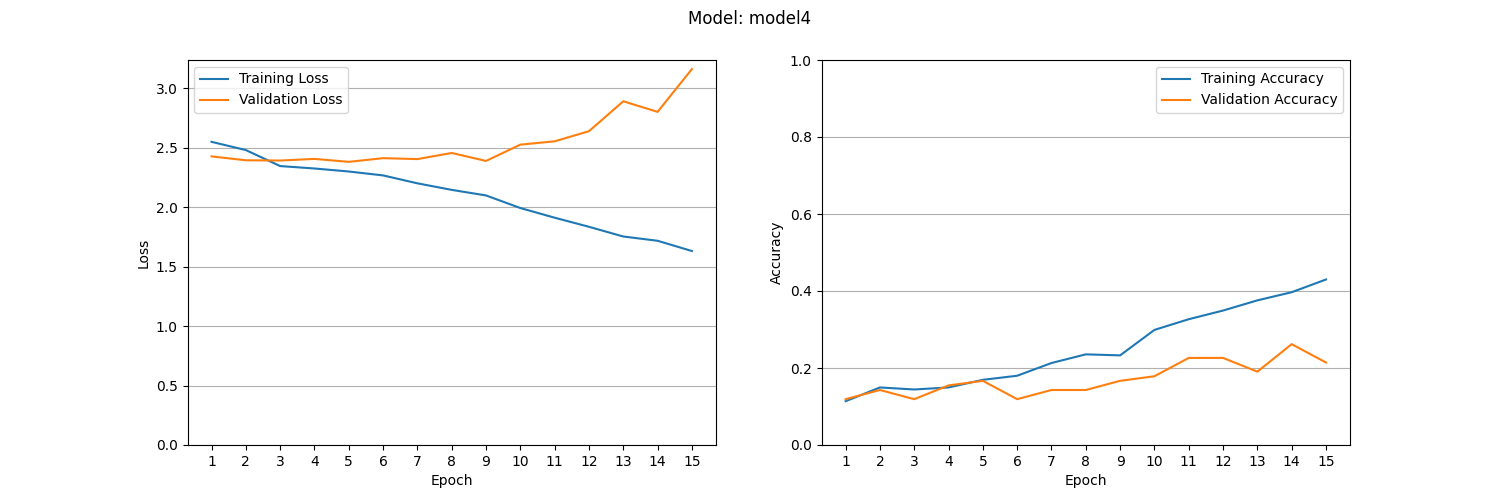 Model: model4
Training Loss
Validation Loss
3.0
2.5
2.0
1.5
1.0
0.5
0.0
Loss
1 2 3 4 5 6 7 8 9 10 11 12 13 14 15
Epoch
Training Accuracy
Validation Accuracy
1.0
0.8
0.6
0.4
0.2
0.0
Accuracy
1 2 3 4 5 6 7 8 9 10 11 12 13 14 15
Epoch